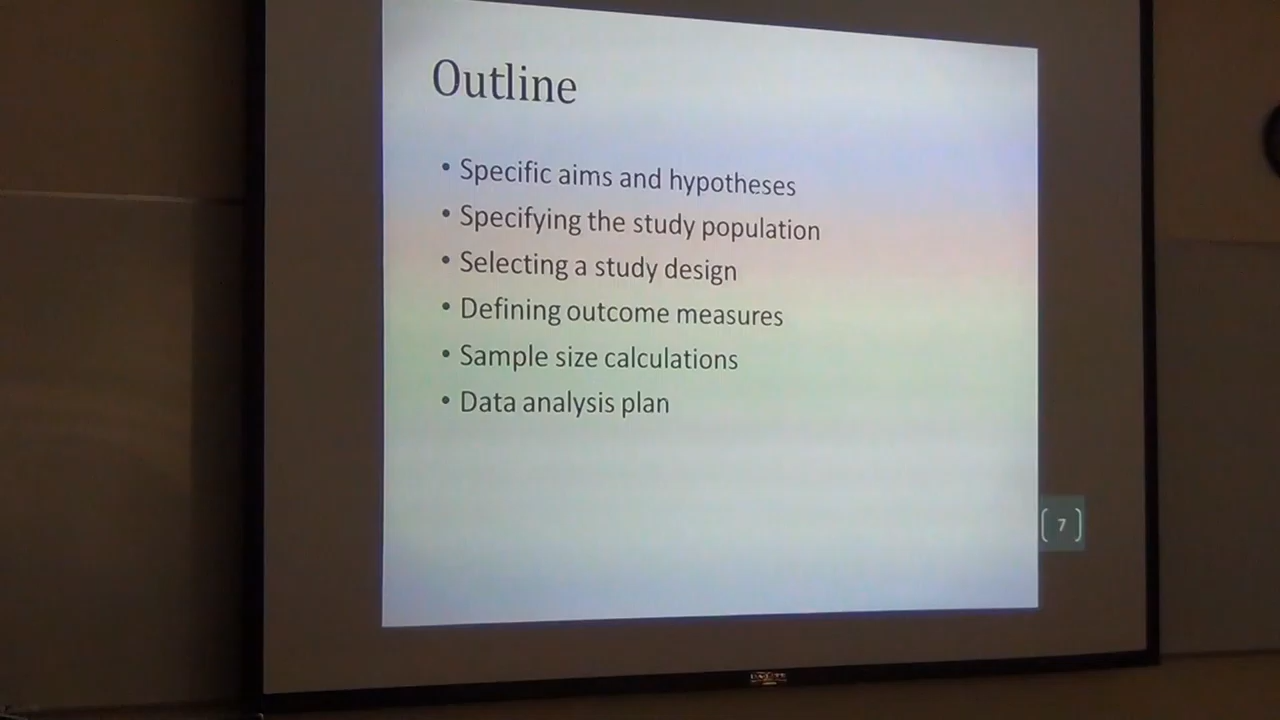 Outline
• Specific aims and hypotheses
• Specifying the study population
• Selecting a study design
• Defining outcome measures
• Sample size calculations
• Data analysis plan
[ 7 ]